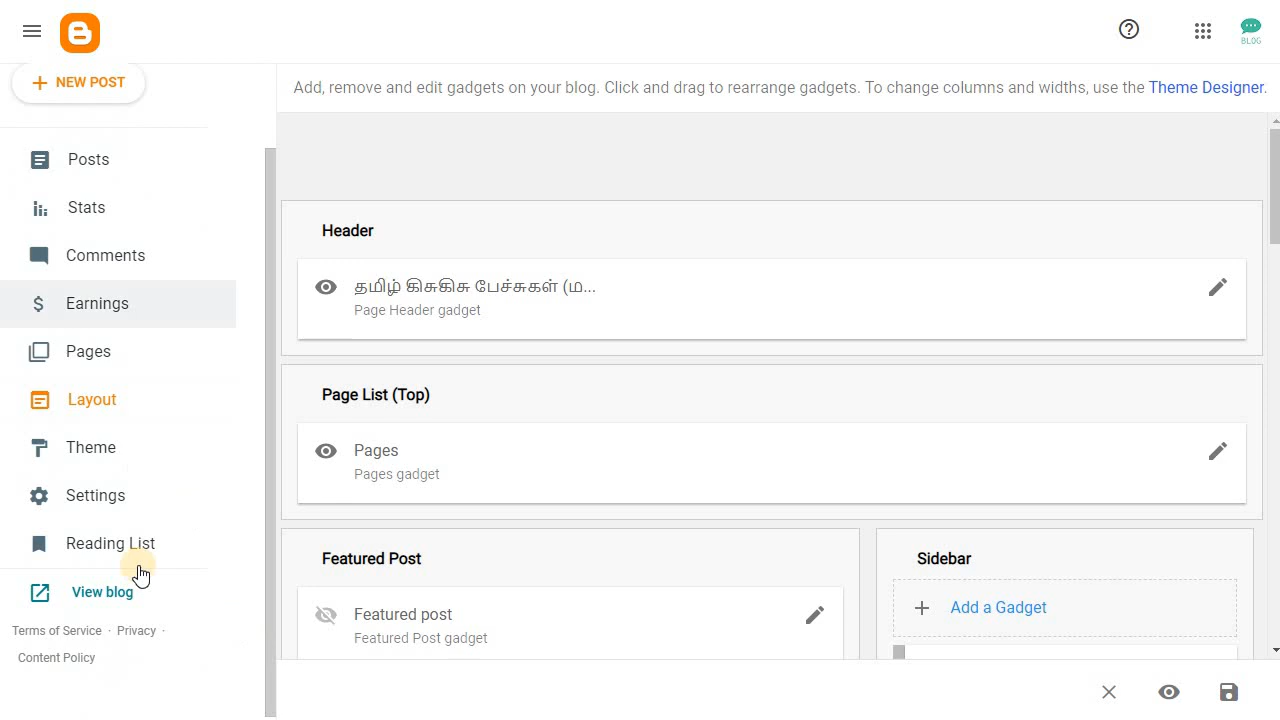 BLOG
NEW POST
Add, remove and edit gadgets on your blog. Click and drag to rearrange gadgets. To change columns and widths, use the Theme Designer.
Posts
Stats
Comments
Earnings
Pages
Layout
Theme
Settings
Reading List
View blog
Terms of Service · Privacy ·
Content Policy
Header
தமிழ் கிசுகிசு பேச்சுகள் (ம...
Page Header gadget
Page List (Top)
Pages
Pages gadget
Featured Post
Featured post
Featured Post gadget
Sidebar
Add a Gadget